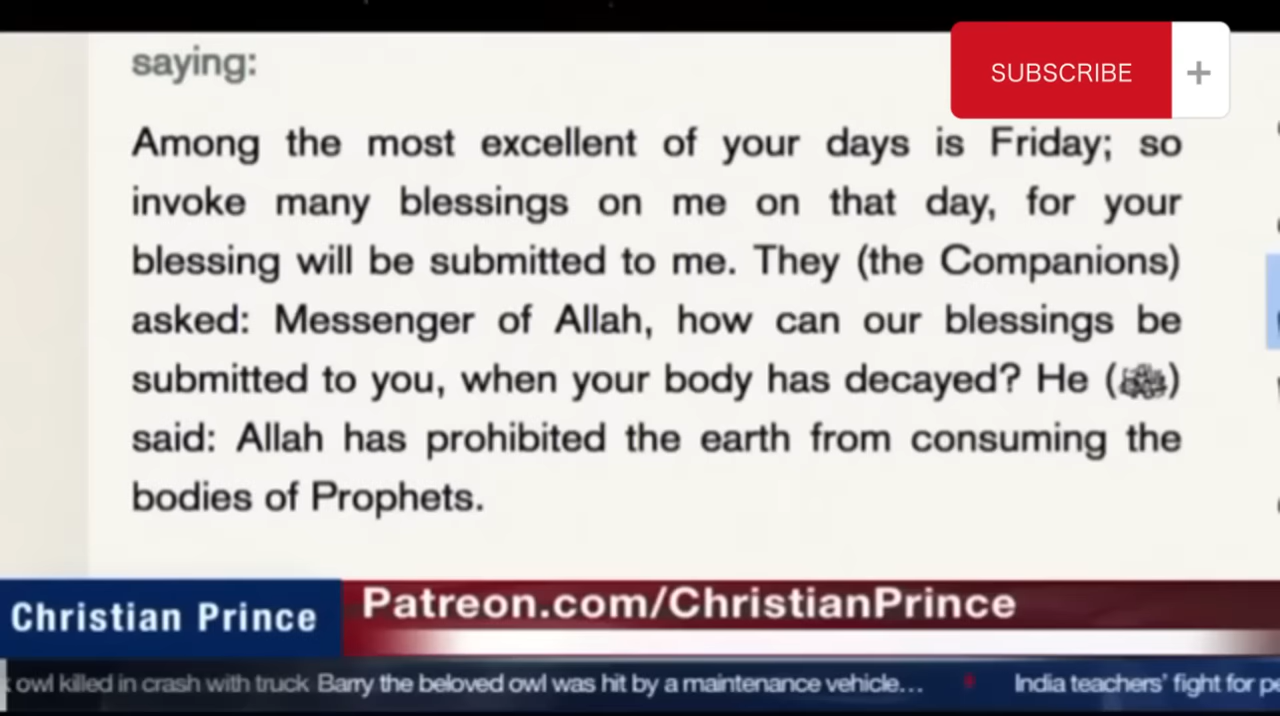 saying:
SUBSCRIBE +
Among the most excellent of your days is Friday; so
invoke many blessings on me on that day, for your
blessing will be submitted to me. They (the Companions)
asked: Messenger of Allah, how can our blessings be
submitted to you, when your body has decayed? He (ﷺ)
said: Allah has prohibited the earth from consuming the
bodies of Prophets.
Christian Prince
Patreon.com/ChristianPrince
owl killed in crash with truck Barry the beloved owl was hit by a maintenance vehicle... India teachers' fight for